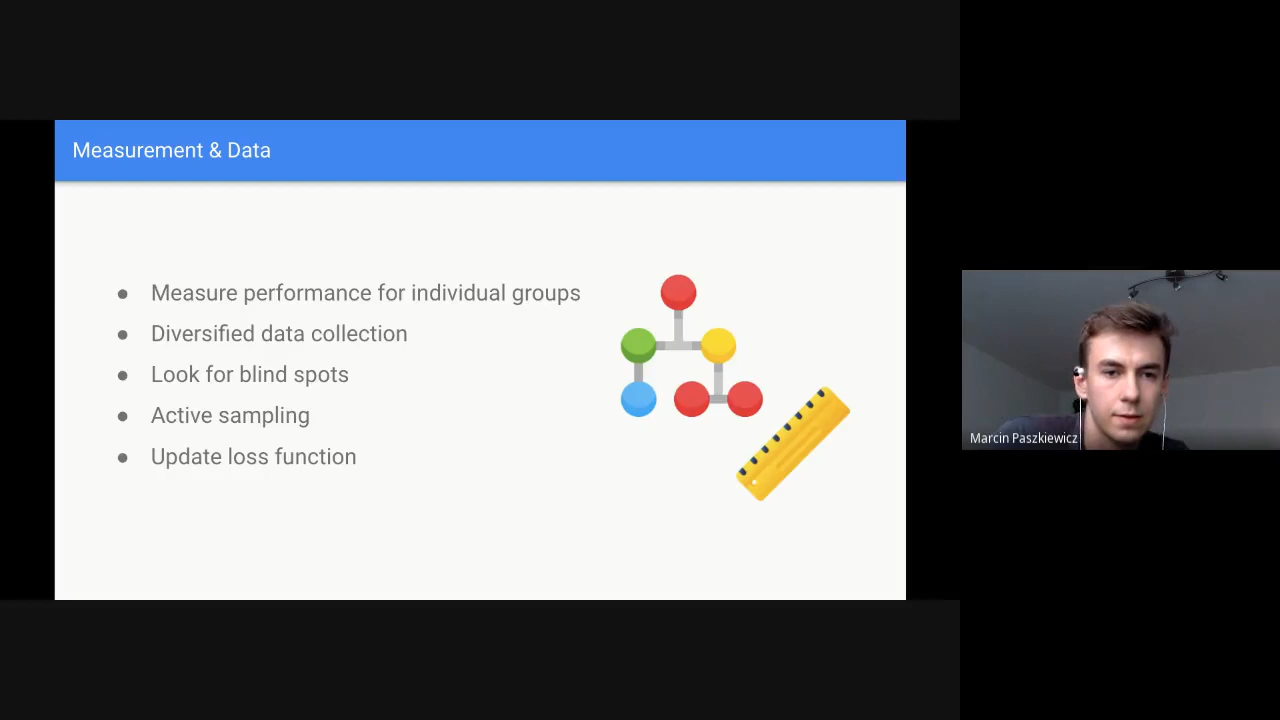 Measurement & Data
● Measure performance for individual groups
● Diversified data collection
● Look for blind spots
● Active sampling
● Update loss function
Marcin Paszkiewicz